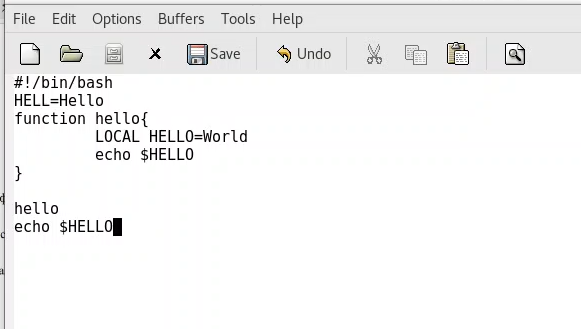 File Edit Options Buffers Tools Help
Save Undo
#!/bin/bash
HELL=Hello
function hello{
LOCAL HELLO=World
echo $HELLO
}
hello
echo $HELLO